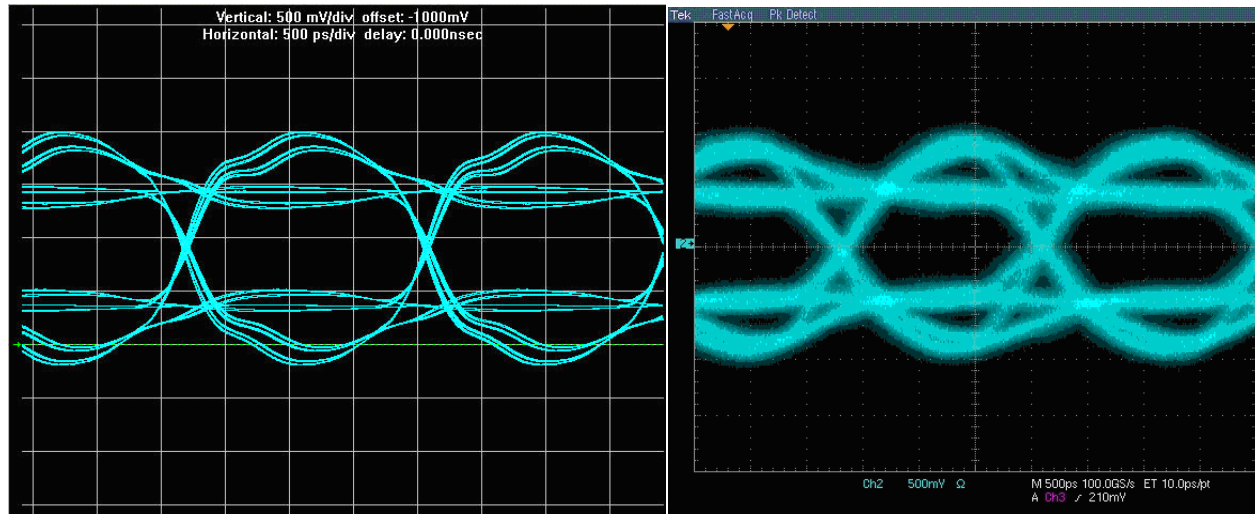 Vertical: 500 mV/div offset: -1000mV
Horizontal: 500 ps/div delay: 0.000nsec
Tek FastAcq Pk Detect
Ch2 500mV Ω M 500ps 100.0GS/s ET 10.0ps/pt
A Ch3 ∕ 210mV